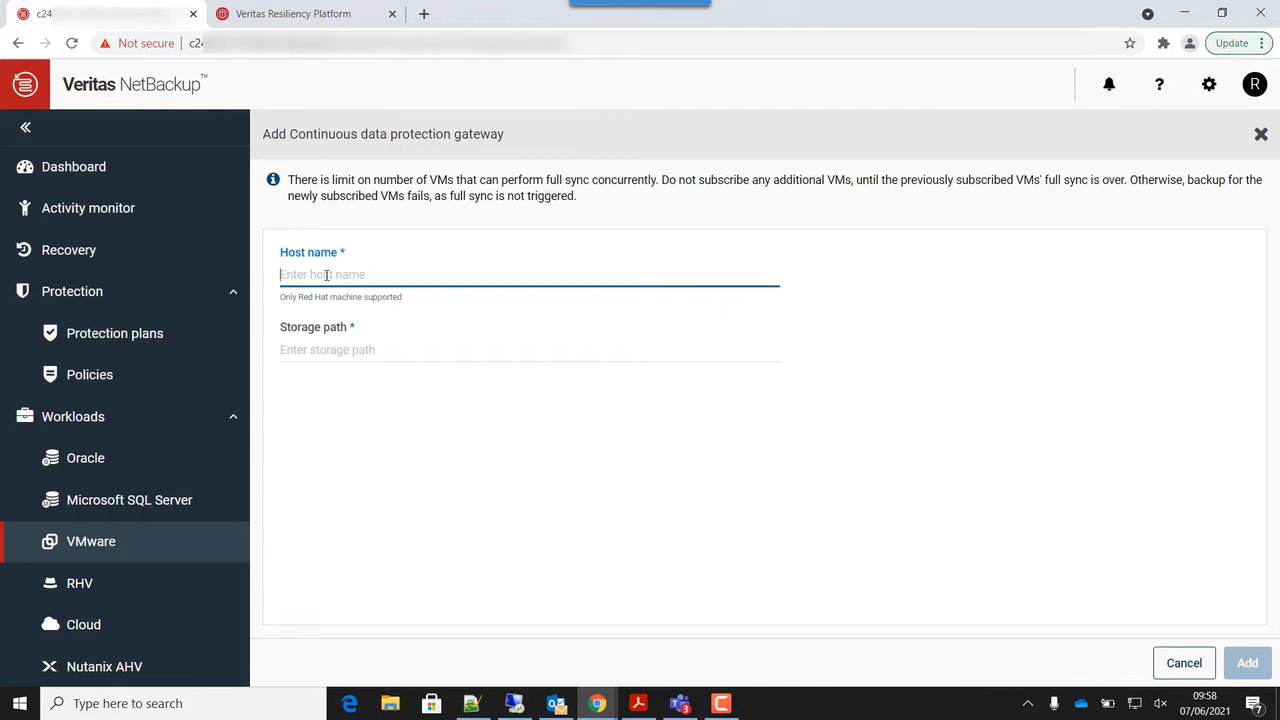 c24
Veritas Resiliency Platform
Not secure
c24
Update
Veritas NetBackup™
R
Add Continuous data protection gateway
Dashboard
Activity monitor
Recovery
Protection
Protection plans
Policies
Workloads
Oracle
Microsoft SQL Server
VMware
RHV
Cloud
Nutanix AHV
There is limit on number of VMs that can perform full sync concurrently. Do not subscribe any additional VMs, until the previously subscribed VMs' full sync is over. Otherwise, backup for the
newly subscribed VMs fails, as full sync is not triggered.
Host name *
Enter host name
Only Red Hat machine supported
Storage path *
Enter storage path
Cancel
Add
Type here to search
09:58
07/06/2021